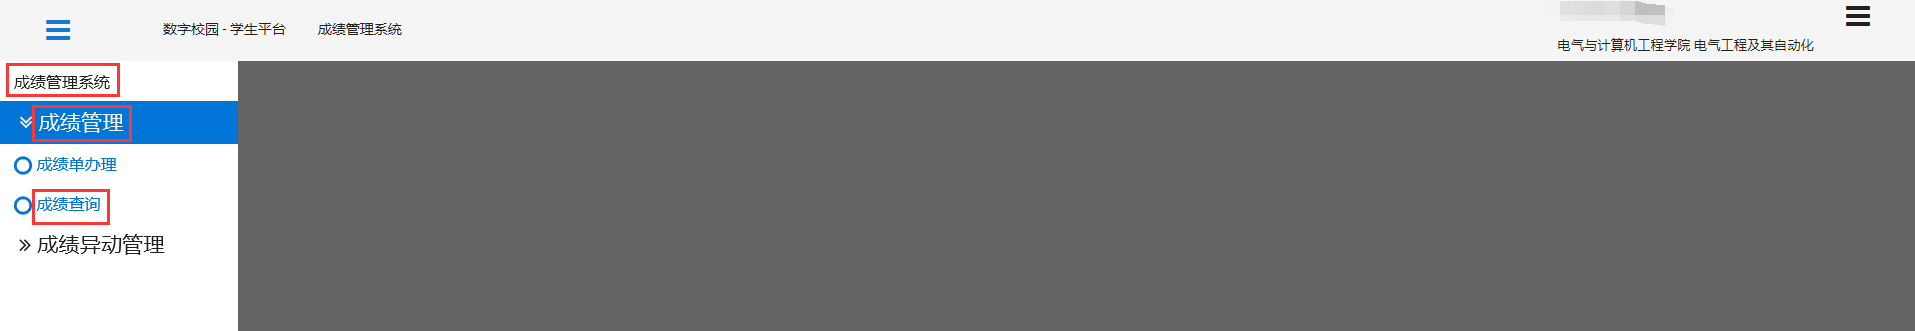 数字校园 - 学生平台 成绩管理系统
电气与计算机工程学院 电气工程及其自动化
成绩管理系统
成绩管理
成绩单办理
成绩查询
成绩异动管理